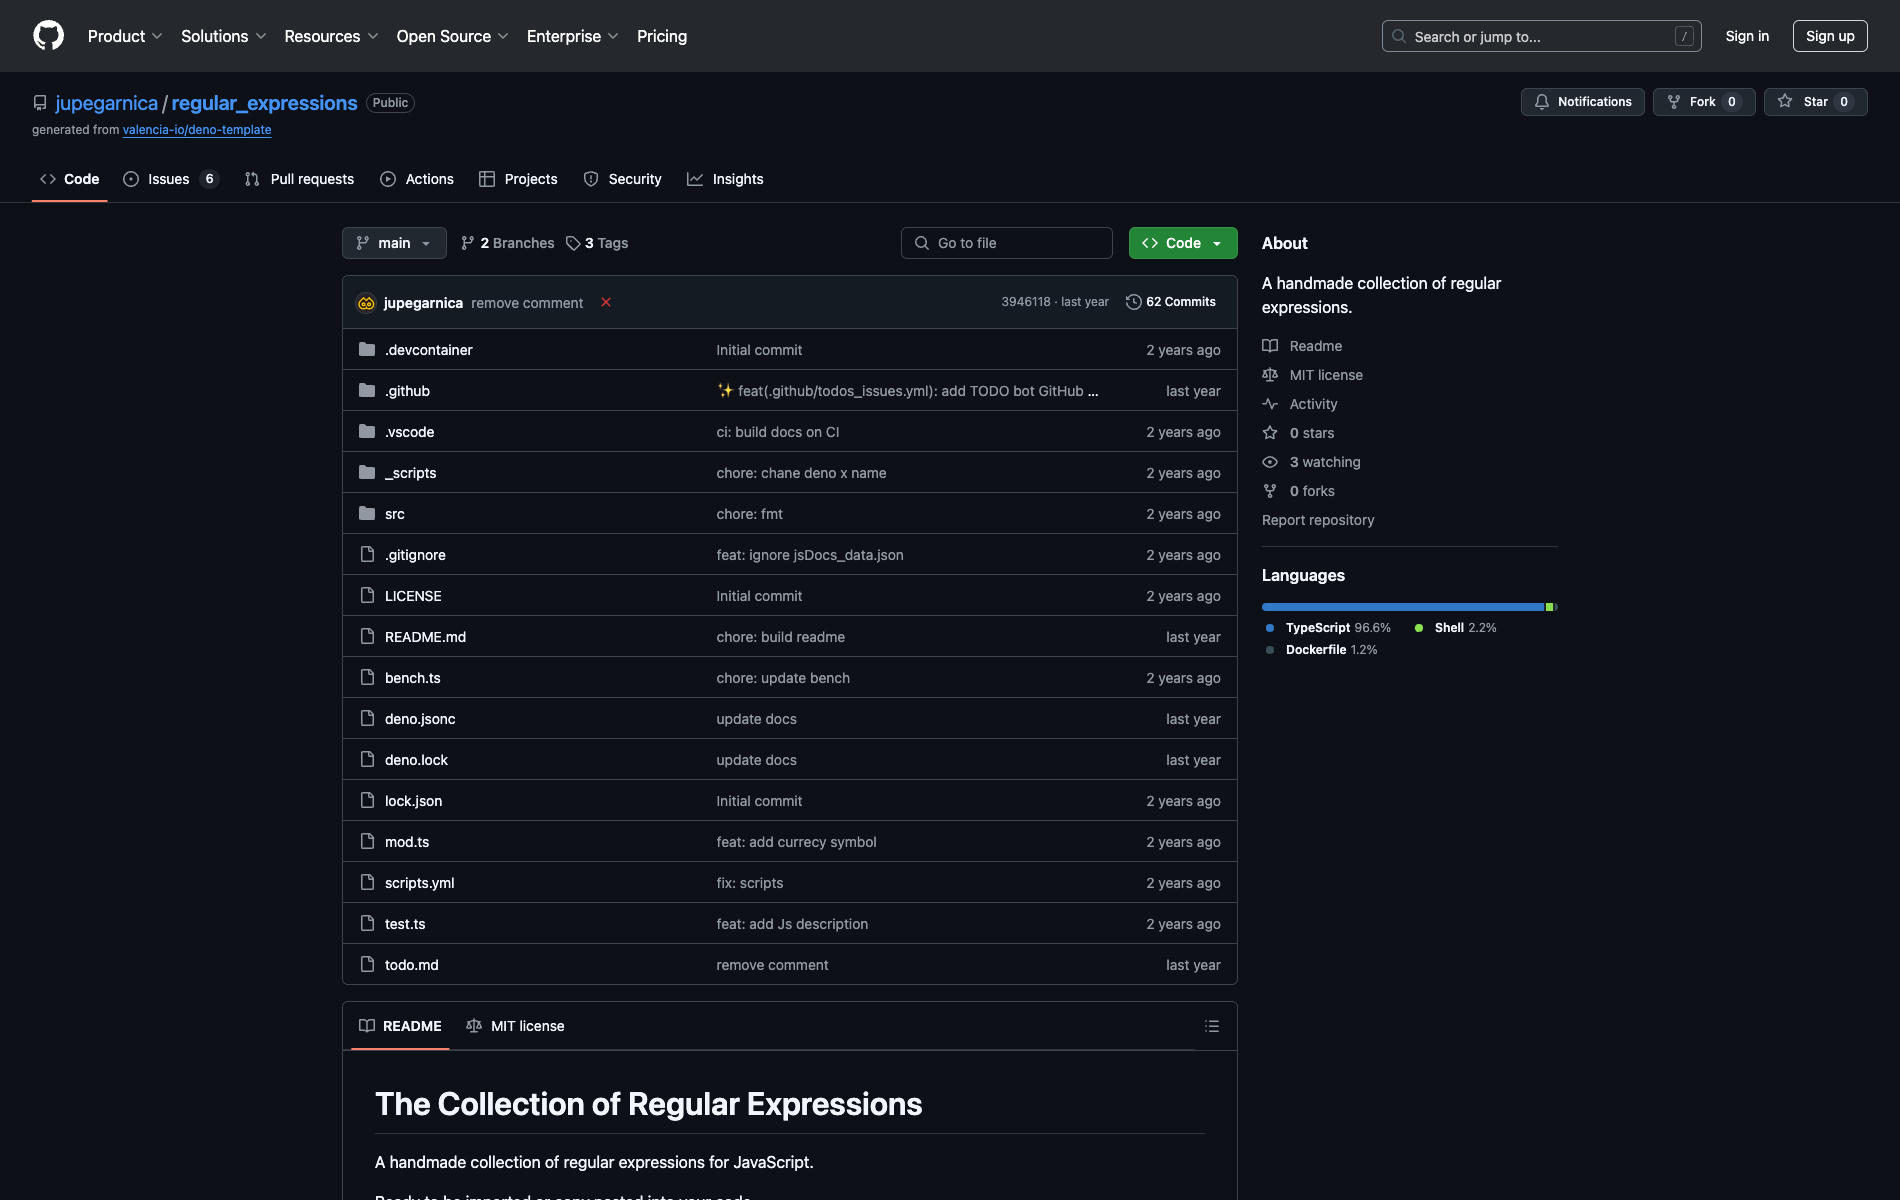 Product Solutions Resources Open Source Enterprise Pricing Search or jump to... / Sign in Sign up
jupegarnica / regular_expressions Public Notifications Fork 0 Star 0
generated from valencia-io/deno-template
Code Issues 6 Pull requests Actions Projects Security Insights
main 2 Branches 3 Tags Go to file Code
jupegarnica remove comment 3946118 · last year 62 Commits
.devcontainer Initial commit 2 years ago
.github ✨ feat(.github/todos_issues.yml): add TODO bot GitHub ... last year
.vscode ci: build docs on CI 2 years ago
_scripts chore: chane deno x name 2 years ago
src chore: fmt 2 years ago
.gitignore feat: ignore jsDocs_data.json 2 years ago
LICENSE Initial commit 2 years ago
README.md chore: build readme last year
bench.ts chore: update bench 2 years ago
deno.jsonc update docs last year
deno.lock update docs last year
lock.json Initial commit 2 years ago
mod.ts feat: add currecy symbol 2 years ago
scripts.yml fix: scripts 2 years ago
test.ts feat: add Js description 2 years ago
todo.md remove comment last year
README MIT license
The Collection of Regular Expressions
A handmade collection of regular expressions for JavaScript.
Ready to be imported or copy pasted into your code
About
A handmade collection of regular
expressions.
Readme
MIT license
Activity
0 stars
3 watching
0 forks
Report repository
Languages
TypeScript 96.6% Shell 2.2%
Dockerfile 1.2%